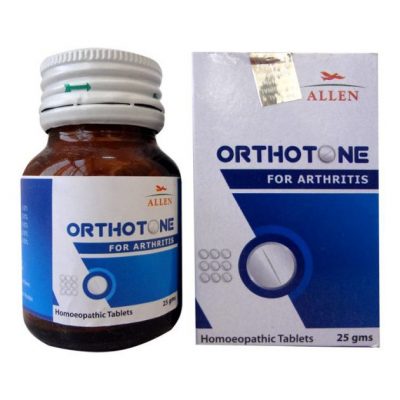 ALLEN
ORTHOTONE
FOR ARTHRITIS
25 gms
Homoeopathic Tablets
ALLEN
ORTHOTONE
FOR ARTHRITIS
Homoeopathic Tablets 25 gms